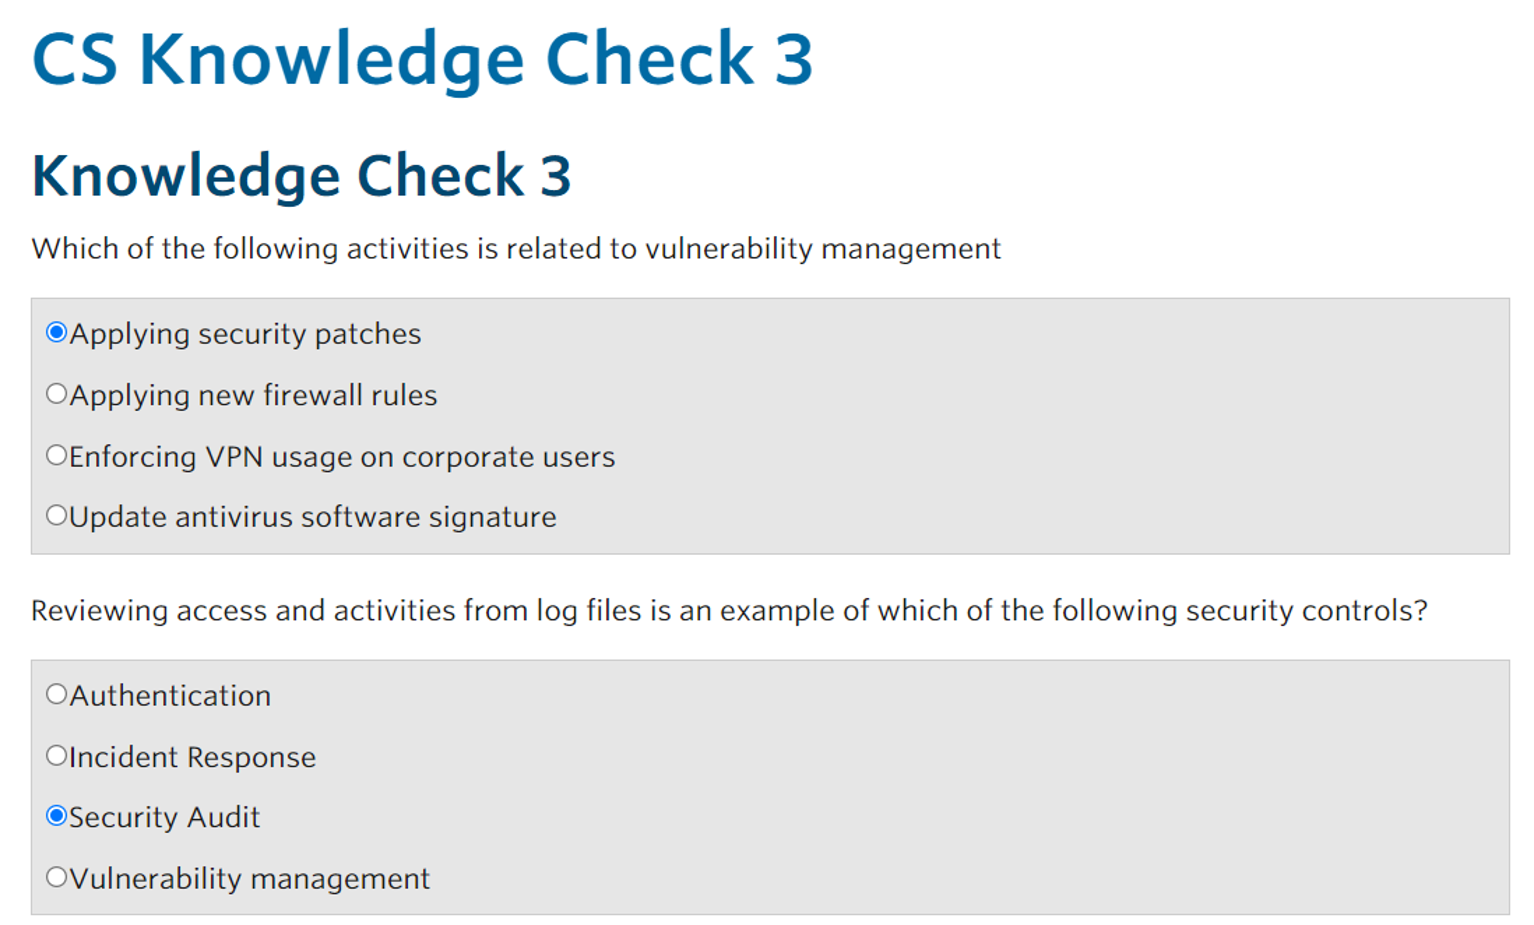 CS Knowledge Check 3
Knowledge Check 3
Which of the following activities is related to vulnerability management
Applying security patches
Applying new firewall rules
Enforcing VPN usage on corporate users
Update antivirus software signature
Reviewing access and activities from log files is an example of which of the following security controls?
Authentication
Incident Response
Security Audit
Vulnerability management